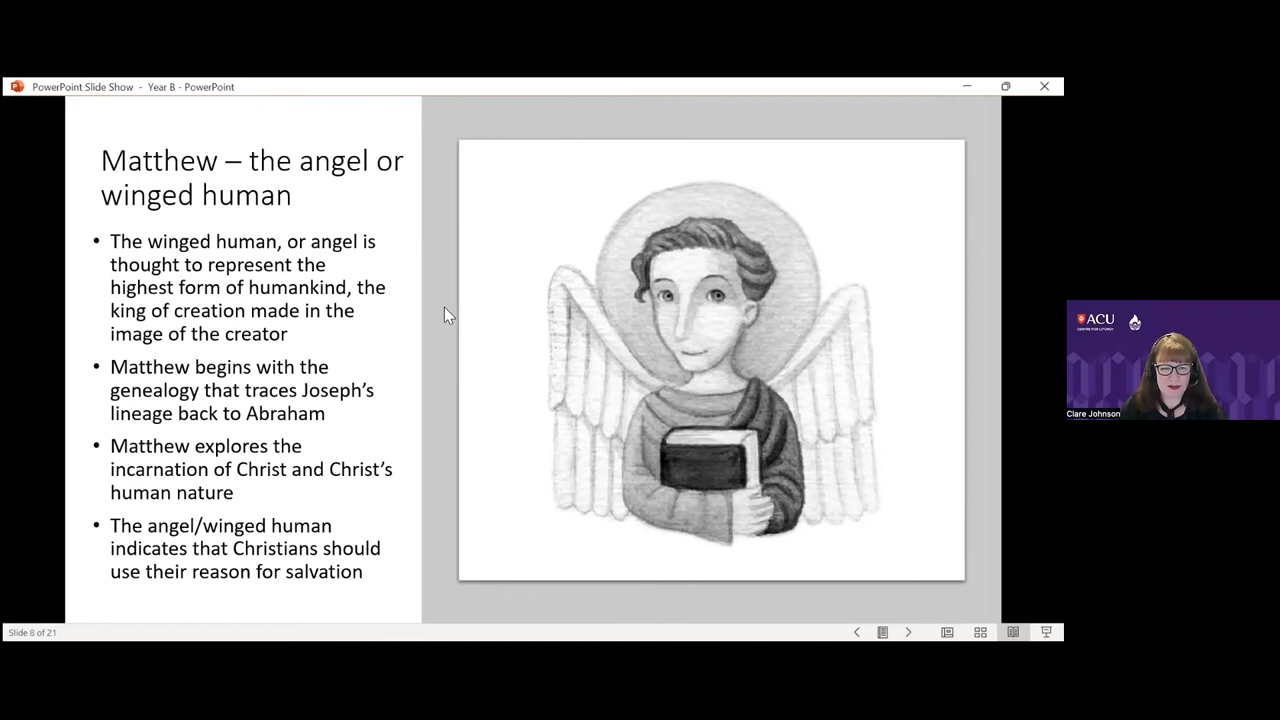 PowerPoint Slide Show - Year B - PowerPoint
Matthew – the angel or
winged human
• The winged human, or angel is
thought to represent the
highest form of humankind, the
king of creation made in the
image of the creator
• Matthew begins with the
genealogy that traces Joseph's
lineage back to Abraham
• Matthew explores the
incarnation of Christ and Christ's
human nature
• The angel/winged human
indicates that Christians should
use their reason for salvation
Slide 8 of 21
ACU
CENTRE FOR LITURGY
Clare Johnson